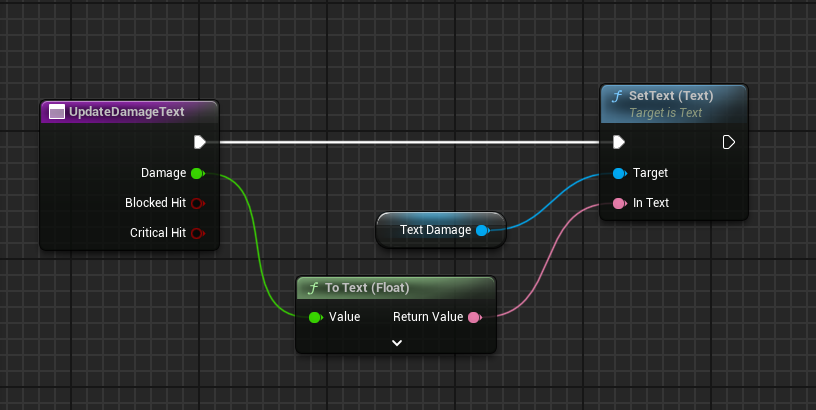 UpdateDamageText
Damage
Blocked Hit
Critical Hit
Text Damage
To Text (Float)
Value
Return Value
SetText (Text)
Target is Text
Target
In Text